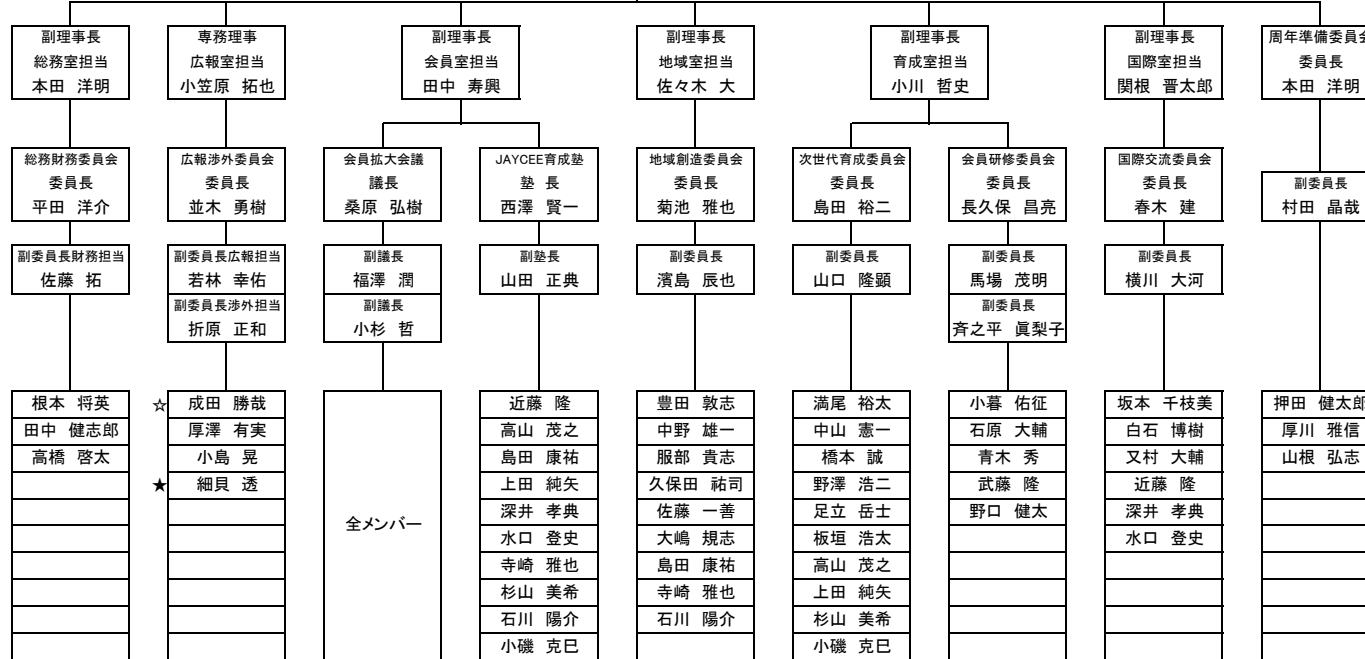 副理事長
総務室担当
本田 洋明
専務理事
広報室担当
小笠原 拓也
副理事長
会員室担当
田中 寿興
副理事長
地域室担当
佐々木 大
副理事長
育成室担当
小川 哲史
副理事長
国際室担当
関根 晋太郎
周年準備委員会
委員長
本田 洋明
総務財務委員会
委員長
平田 洋介
広報渉外委員会
委員長
並木 勇樹
会員拡大会議
議長
桑原 弘樹
JAYCEE育成塾
塾 長
西澤 賢一
地域創造委員会
委員長
菊池 雅也
次世代育成委員会
委員長
島田 裕二
会員研修委員会
委員長
長久保 昌亮
国際交流委員会
委員長
春木 建
副委員長
村田 晶哉
副委員長財務担当
佐藤 拓
副委員長広報担当
若林 幸佑
副委員長渉外担当
折原 正和
副議長
福澤 潤
副議長
小杉 哲
副塾長
山田 正典
副委員長
濱島 辰也
副委員長
山口 隆顕
副委員長
馬場 茂明
副委員長
斉之平 眞梨子
副委員長
横川 大河
根本 将英
田中 健志郎
高橋 啓太
☆ 成田 勝哉
厚澤 有実
小島 晃
★ 細貝 透
全メンバー
近藤 隆
高山 茂之
島田 康祐
上田 純矢
深井 孝典
水口 登史
寺崎 雅也
杉山 美希
石川 陽介
小磯 克巳
豊田 敦志
中野 雄一
服部 貴志
久保田 祐司
佐藤 一善
大嶋 規志
島田 康祐
寺崎 雅也
石川 陽介
満尾 裕太
中山 憲一
橋本 誠
野澤 浩二
足立 岳士
板垣 浩太
高山 茂之
上田 純矢
杉山 美希
小磯 克巳
小暮 佑征
石原 大輔
青木 秀
武藤 隆
野口 健太
坂本 千枝美
白石 博樹
又村 大輔
近藤 隆
深井 孝典
水口 登史
押田 健太郎
厚川 雅信
山根 弘志